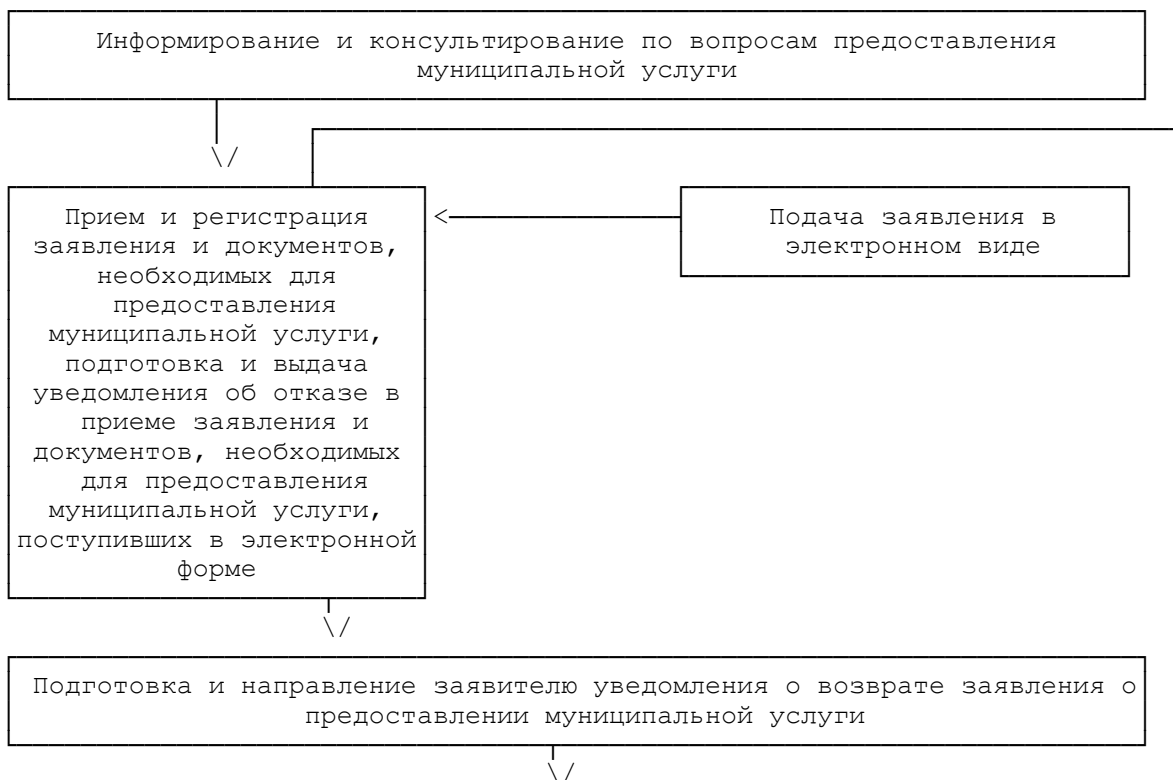 Информирование и консультирование по вопросам предоставления
муниципальной услуги
Прием и регистрация
заявления и документов,
необходимых для
предоставления
муниципальной услуги,
подготовка и выдача
уведомления об отказе в
приеме заявления и
документов, необходимых
для предоставления
муниципальной услуги,
поступивших в электронной
форме
Подача заявления в
электронном виде
Подготовка и направление заявителю уведомления о возврате заявления о
предоставлении муниципальной услуги